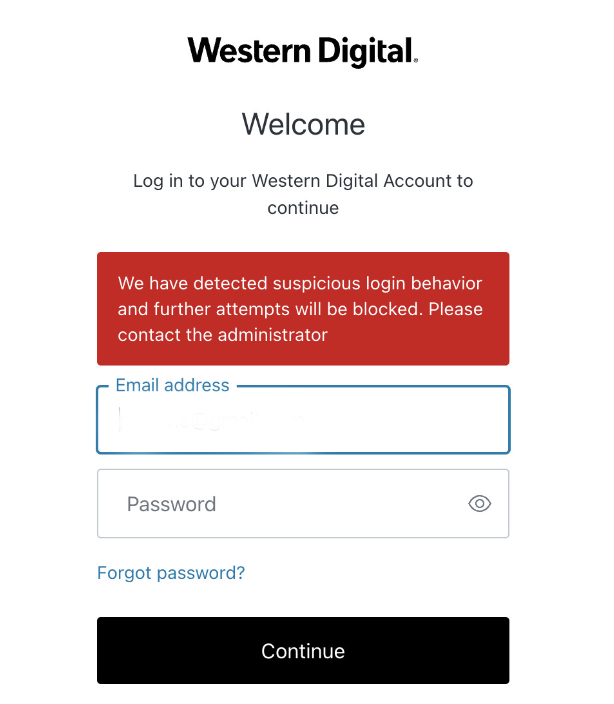 Western Digital.
Welcome
Log in to your Western Digital Account to
continue
We have detected suspicious login behavior
and further attempts will be blocked. Please
contact the administrator
Email address
Password
Forgot password?
Continue